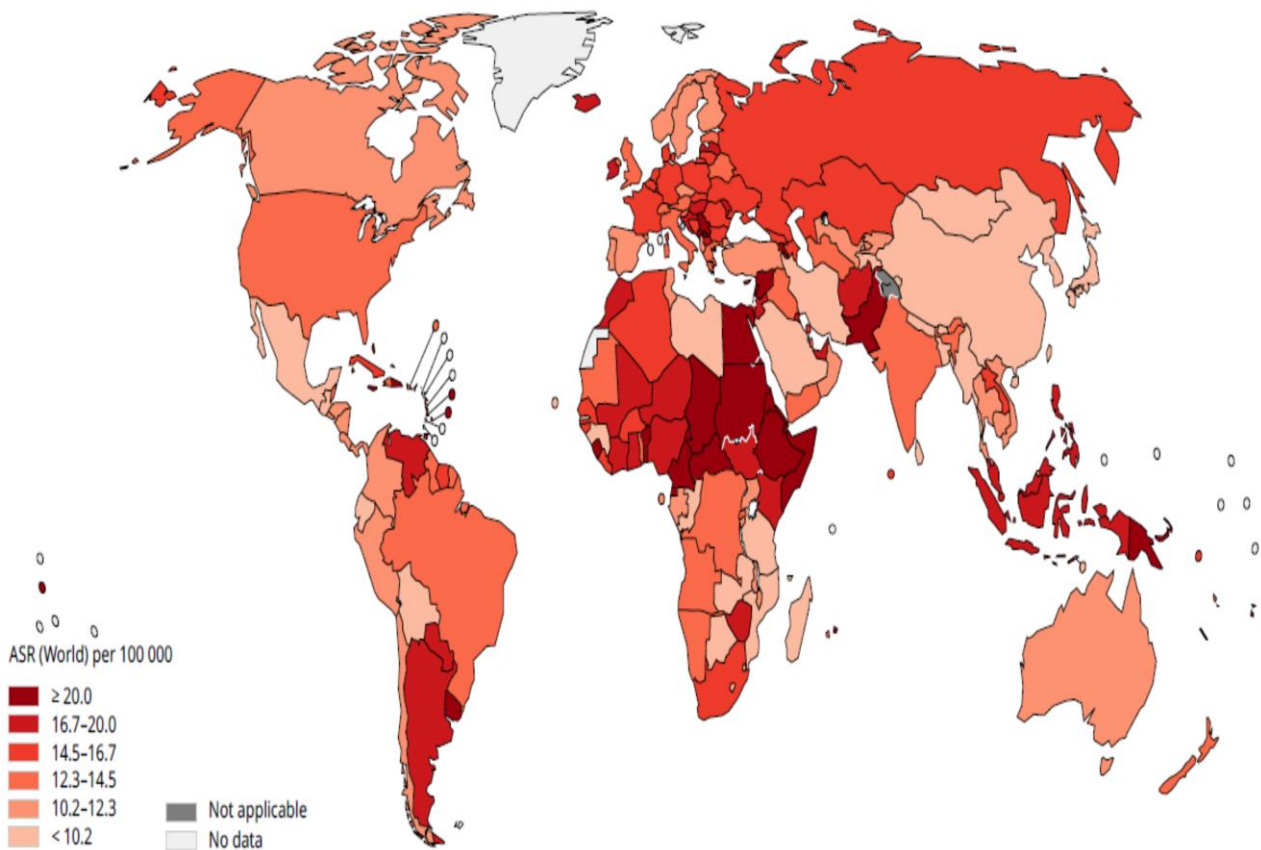 ASR (World) per 100 000
≥ 20.0
16.7–20.0
14.5–16.7
12.3–14.5
10.2–12.3
< 10.2
Not applicable
No data